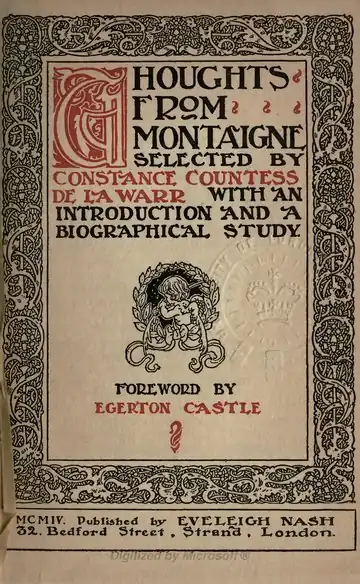 THOUGHTS
FROM
MONTAIGNE
SELECTED BY
CONSTANCE COUNTESS
DE LA WARR WITH AN
INTRODUCTION AND A
BIOGRAPHICAL STUDY.
FOREWORD BY
EGERTON CASTLE
MCMIV. Published by EVELEIGH NASH
32. Bedford Street, Strand, London.
Digitized by Microsoft®